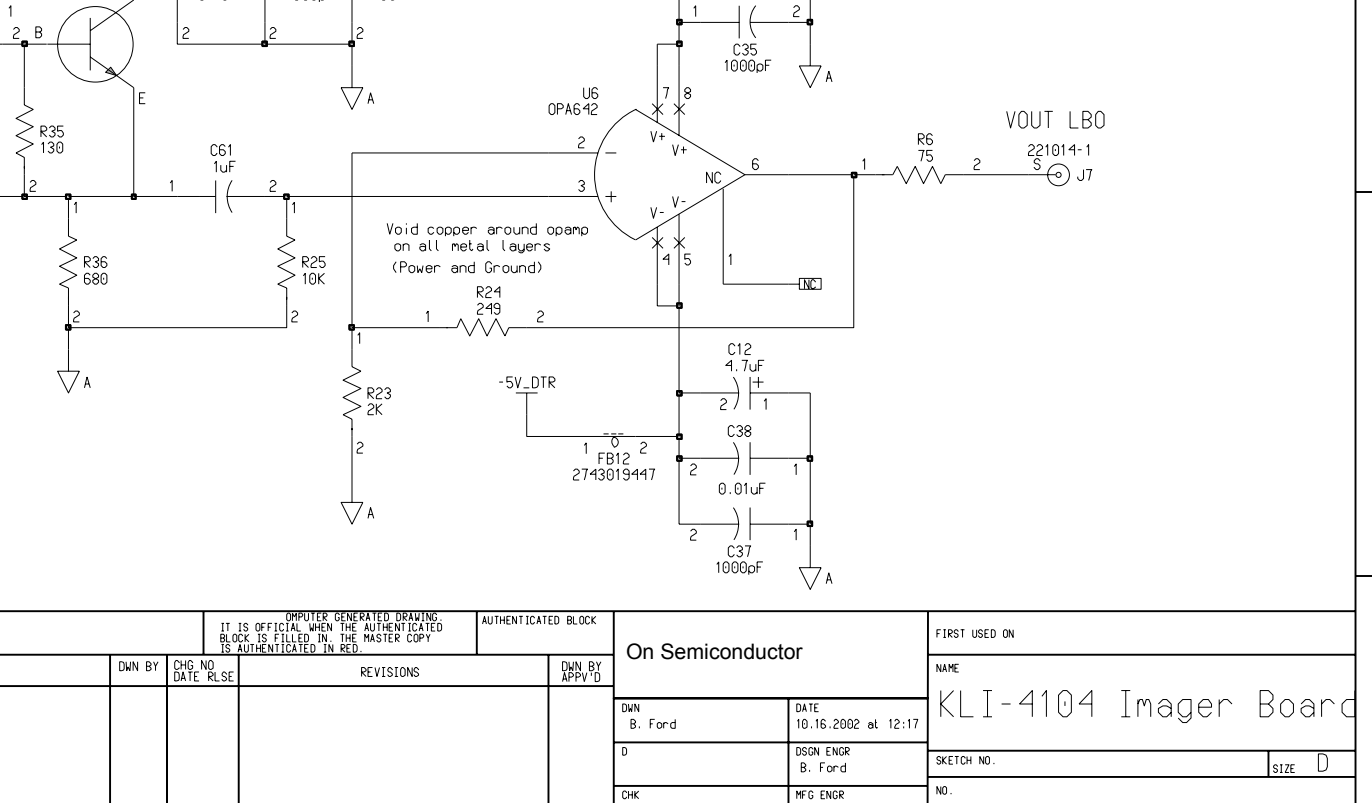 1
2 B
2
2
2
1
2
C35
1000pF
A
A
E
U6
OPA642
7 8
V+
V+
R35
130
C61
1uF
2
−
6
NC
R6
75
1
2
VOUT LBO
221014-1
S
J7
2
1
2
3
+
V-
V-
4 5
1
NC
1
R36
680
2
A
1
R25
10K
2
Void copper around opamp
on all metal layers
(Power and Ground)
R24
249
1
2
1
R23
2K
2
A
-5V_DTR
1
2
FB12
2743019447
C12
4.7uF
+
2
1
C38
2
1
0.01uF
2
1
C37
1000pF
A
OMPUTER GENERATED DRAWING.
IT IS OFFICIAL WHEN THE AUTHENTICATED
BLOCK IS FILLED IN. THE MASTER COPY
IS AUTHENTICATED IN RED.
AUTHENTICATED BLOCK
DWN BY
CHG NO
DATE RLSE
REVISIONS
DWN BY
APPV'D
On Semiconductor
DWN
B. Ford
DATE
10.16.2002 at 12:17
D
DSGN ENGR
B. Ford
CHK
MFG ENGR
FIRST USED ON
NAME
KLI-4104 Imager Board
SKETCH NO.
SIZE D
NO.